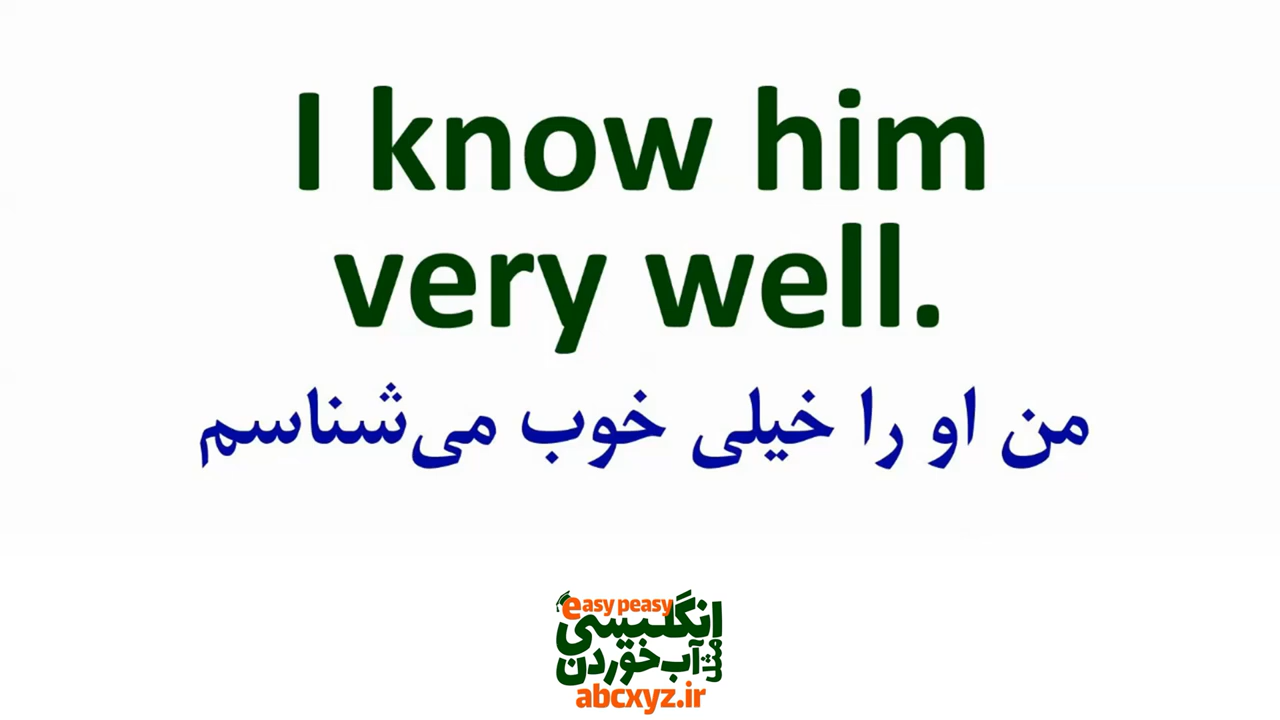 I know him
very well.
من او را خیلی خوب می‌شناسم
easy peasy
انگلیسی
مثل آب خوردن
abcxyz.ir